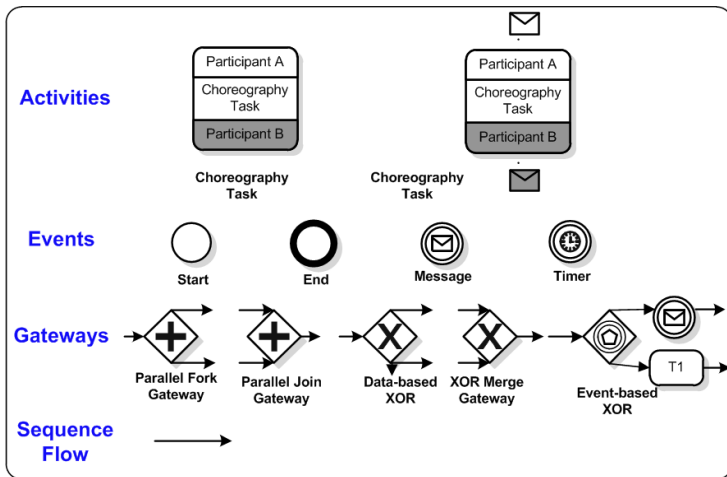 Activities
Participant A
Choreography
Task
Participant B
Choreography
Task
Participant A
Choreography
Task
Participant B
Choreography
Task
Events
Start
End
Message
Timer
Gateways
Parallel Fork
Gateway
Parallel Join
Gateway
X
Data-based
XOR
X
XOR Merge
Gateway
Event-based
XOR
T1
Sequence
Flow